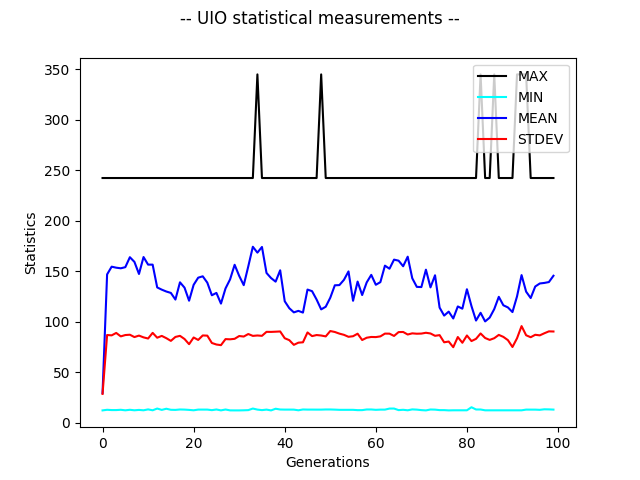 -- UIO statistical measurements --
350
300
250
200
150
100
50
0
Statistics
MAX
MIN
MEAN
STDEV
0 20 40 60 80 100
Generations